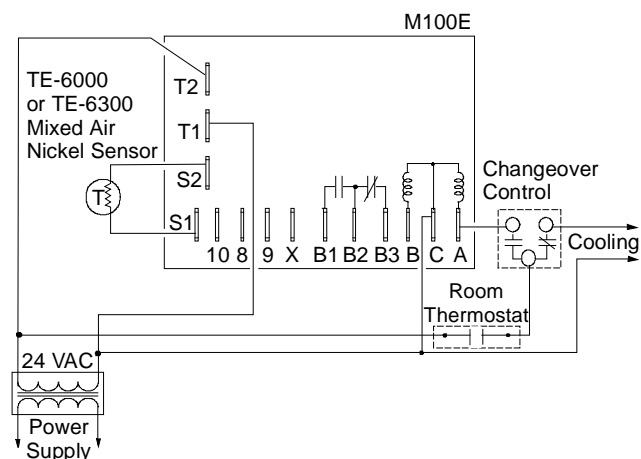 M100E
TE-6000
or TE-6300
Mixed Air
Nickel Sensor
T2
T1
S2
T
S1
10 8 9 X B1 B2 B3 B C A
Changeover
Control
Cooling
Room
Thermostat
24 VAC
Power
Supply